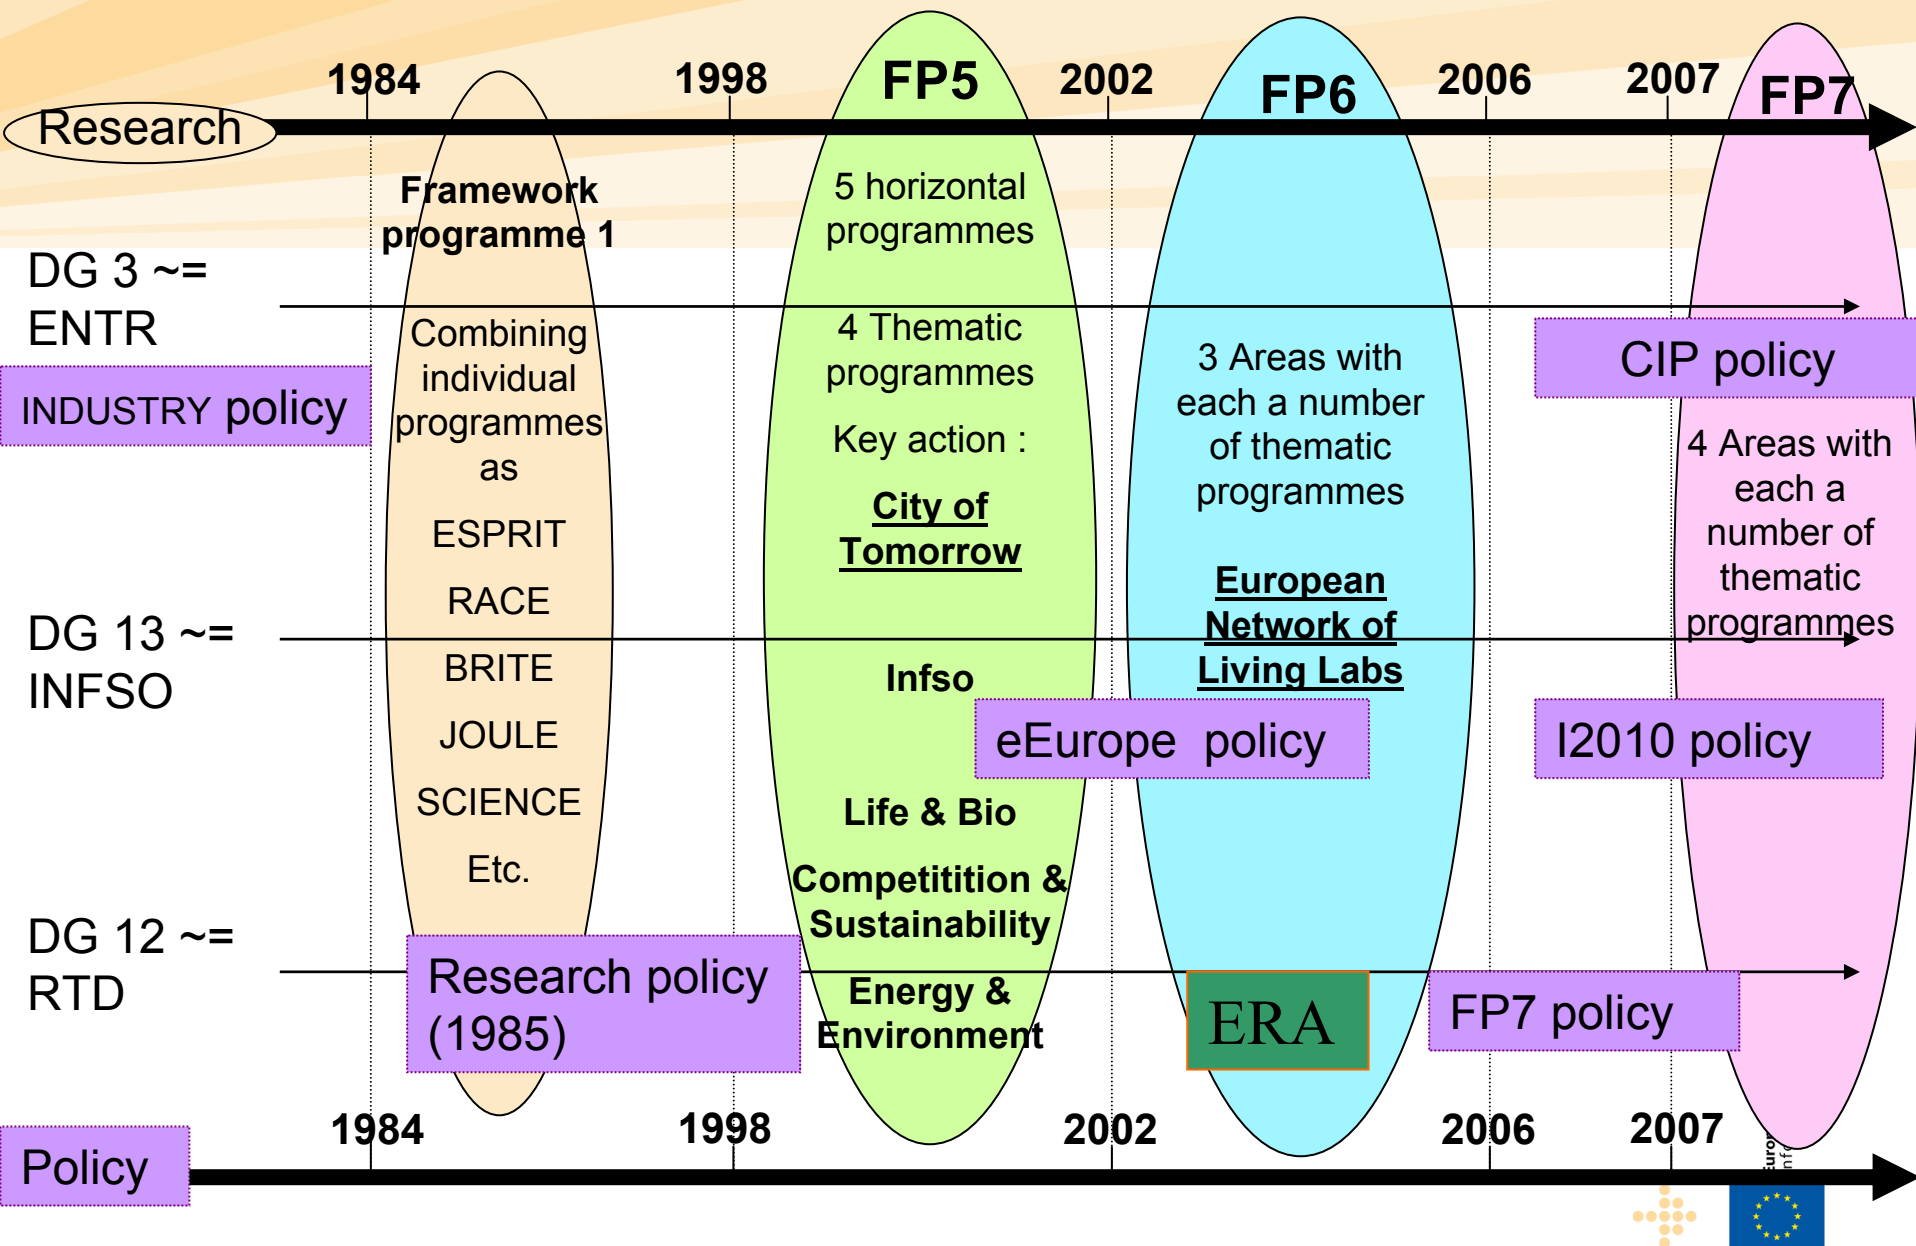 1984
1998
FP5
2002
FP6
2006
2007
FP7
Research
Framework
programme 1
5 horizontal
programmes
DG 3 ~=
ENTR
INDUSTRY policy
Combining
individual
programmes
as
ESPRIT
RACE
BRITE
JOULE
SCIENCE
Etc.
4 Thematic
programmes
Key action :
City of
Tomorrow
Infso
Life & Bio
Competitition &
Sustainability
Energy &
Environment
3 Areas with
each a number
of thematic
programmes
European
Network of
Living Labs
CIP policy
4 Areas with
each a
number of
thematic
programmes
DG 13 ~=
INFSO
eEurope  policy
I2010 policy
DG 12 ~=
RTD
Research policy
(1985)
ERA
FP7 policy
1984
1998
2002
2006
2007
Policy